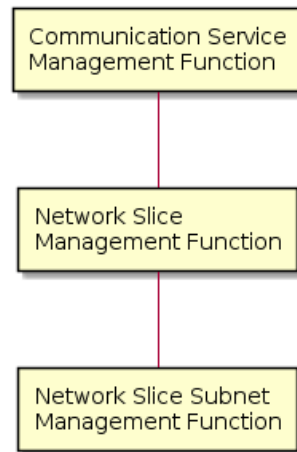 Communication Service
Management Function
Network Slice
Management Function
Network Slice Subnet
Management Function